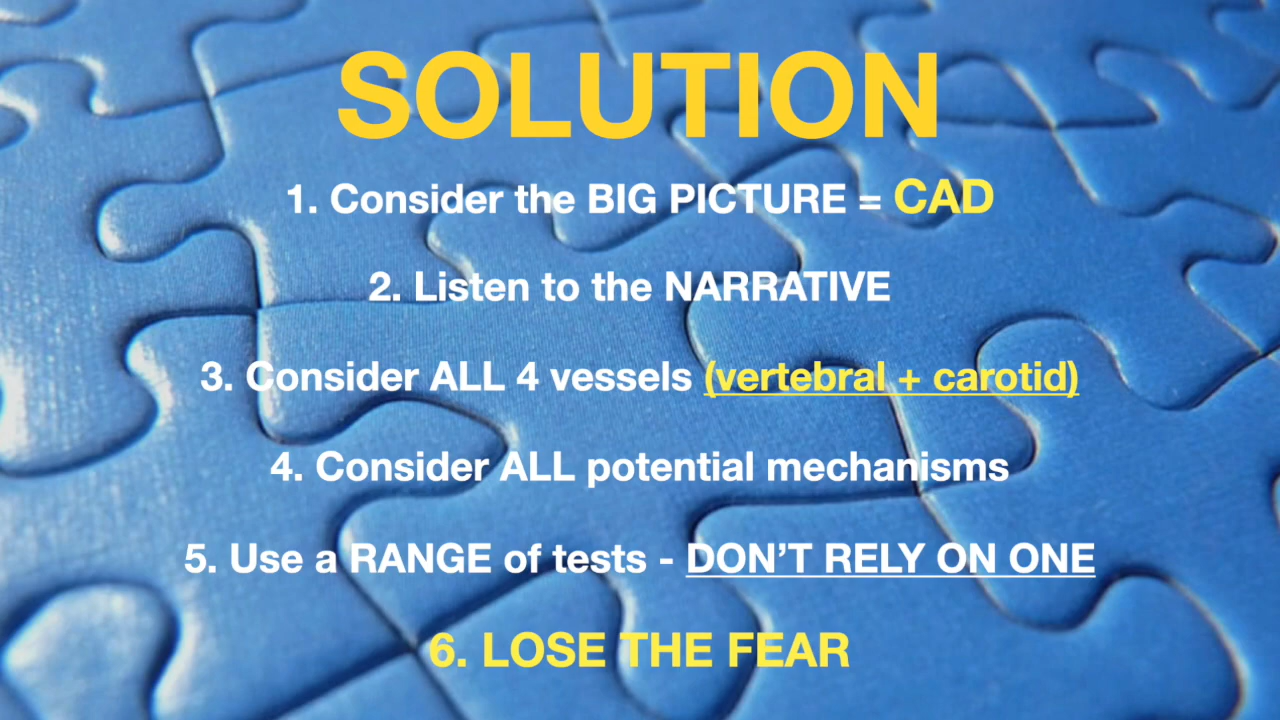 SOLUTION
1. Consider the BIG PICTURE = CAD
2. Listen to the NARRATIVE
3. Consider ALL 4 vessels (vertebral + carotid)
4. Consider ALL potential mechanisms
5. Use a RANGE of tests - DON’T RELY ON ONE
6. LOSE THE FEAR